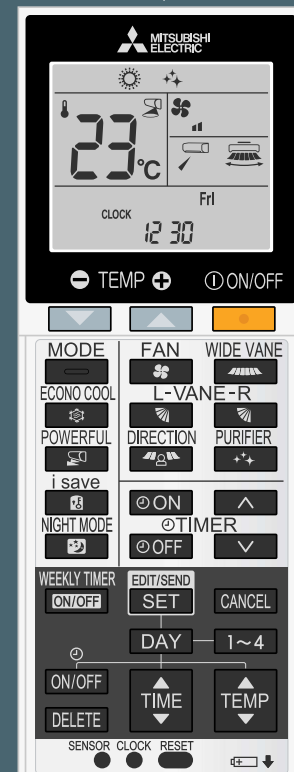 MITSUBISHI
ELECTRIC
23°C
FrI
CLOCK
12 30
TEMP ON/OFF
MODE FAN WIDE VANE
ECONO COOL L-VANE-R
POWERFUL DIRECTION PURIFIER
i save
ON
NIGHT MODE TIMER
OFF
WEEKLY TIMER EDIT/SEND
ON/OFF SET CANCEL
DAY 1~4
ON/OFF TIME TEMP
DELETE
SENSOR CLOCK RESET